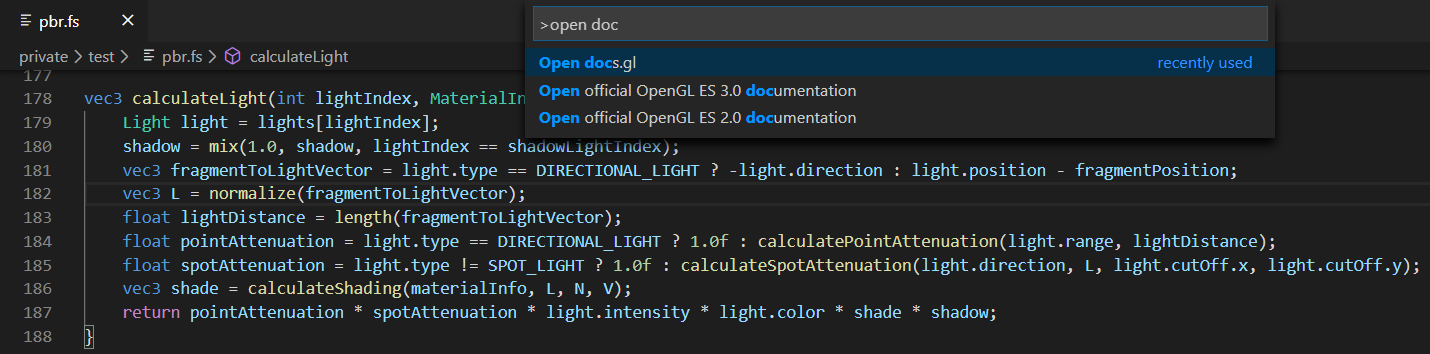 pbr.fs
>open doc
private > test > pbr.fs > calculateLight
Open docs.gl recently used
Open official OpenGL ES 3.0 documentation
Open official OpenGL ES 2.0 documentation
177
178 vec3 calculateLight(int lightIndex, MaterialIn
179 Light light = lights[lightIndex];
180 shadow = mix(1.0, shadow, lightIndex == shadowLightIndex);
181 vec3 fragmentToLightVector = light.type == DIRECTIONAL_LIGHT ? -light.direction : light.position - fragmentPosition;
182 vec3 L = normalize(fragmentToLightVector);
183 float lightDistance = length(fragmentToLightVector);
184 float pointAttenuation = light.type == DIRECTIONAL_LIGHT ? 1.0f : calculatePointAttenuation(light.range, lightDistance);
185 float spotAttenuation = light.type != SPOT_LIGHT ? 1.0f : calculateSpotAttenuation(light.direction, L, light.cutOff.x, light.cutOff.y);
186 vec3 shade = calculateShading(materialInfo, L, N, V);
187 return pointAttenuation * spotAttenuation * light.intensity * light.color * shade * shadow;
188 }